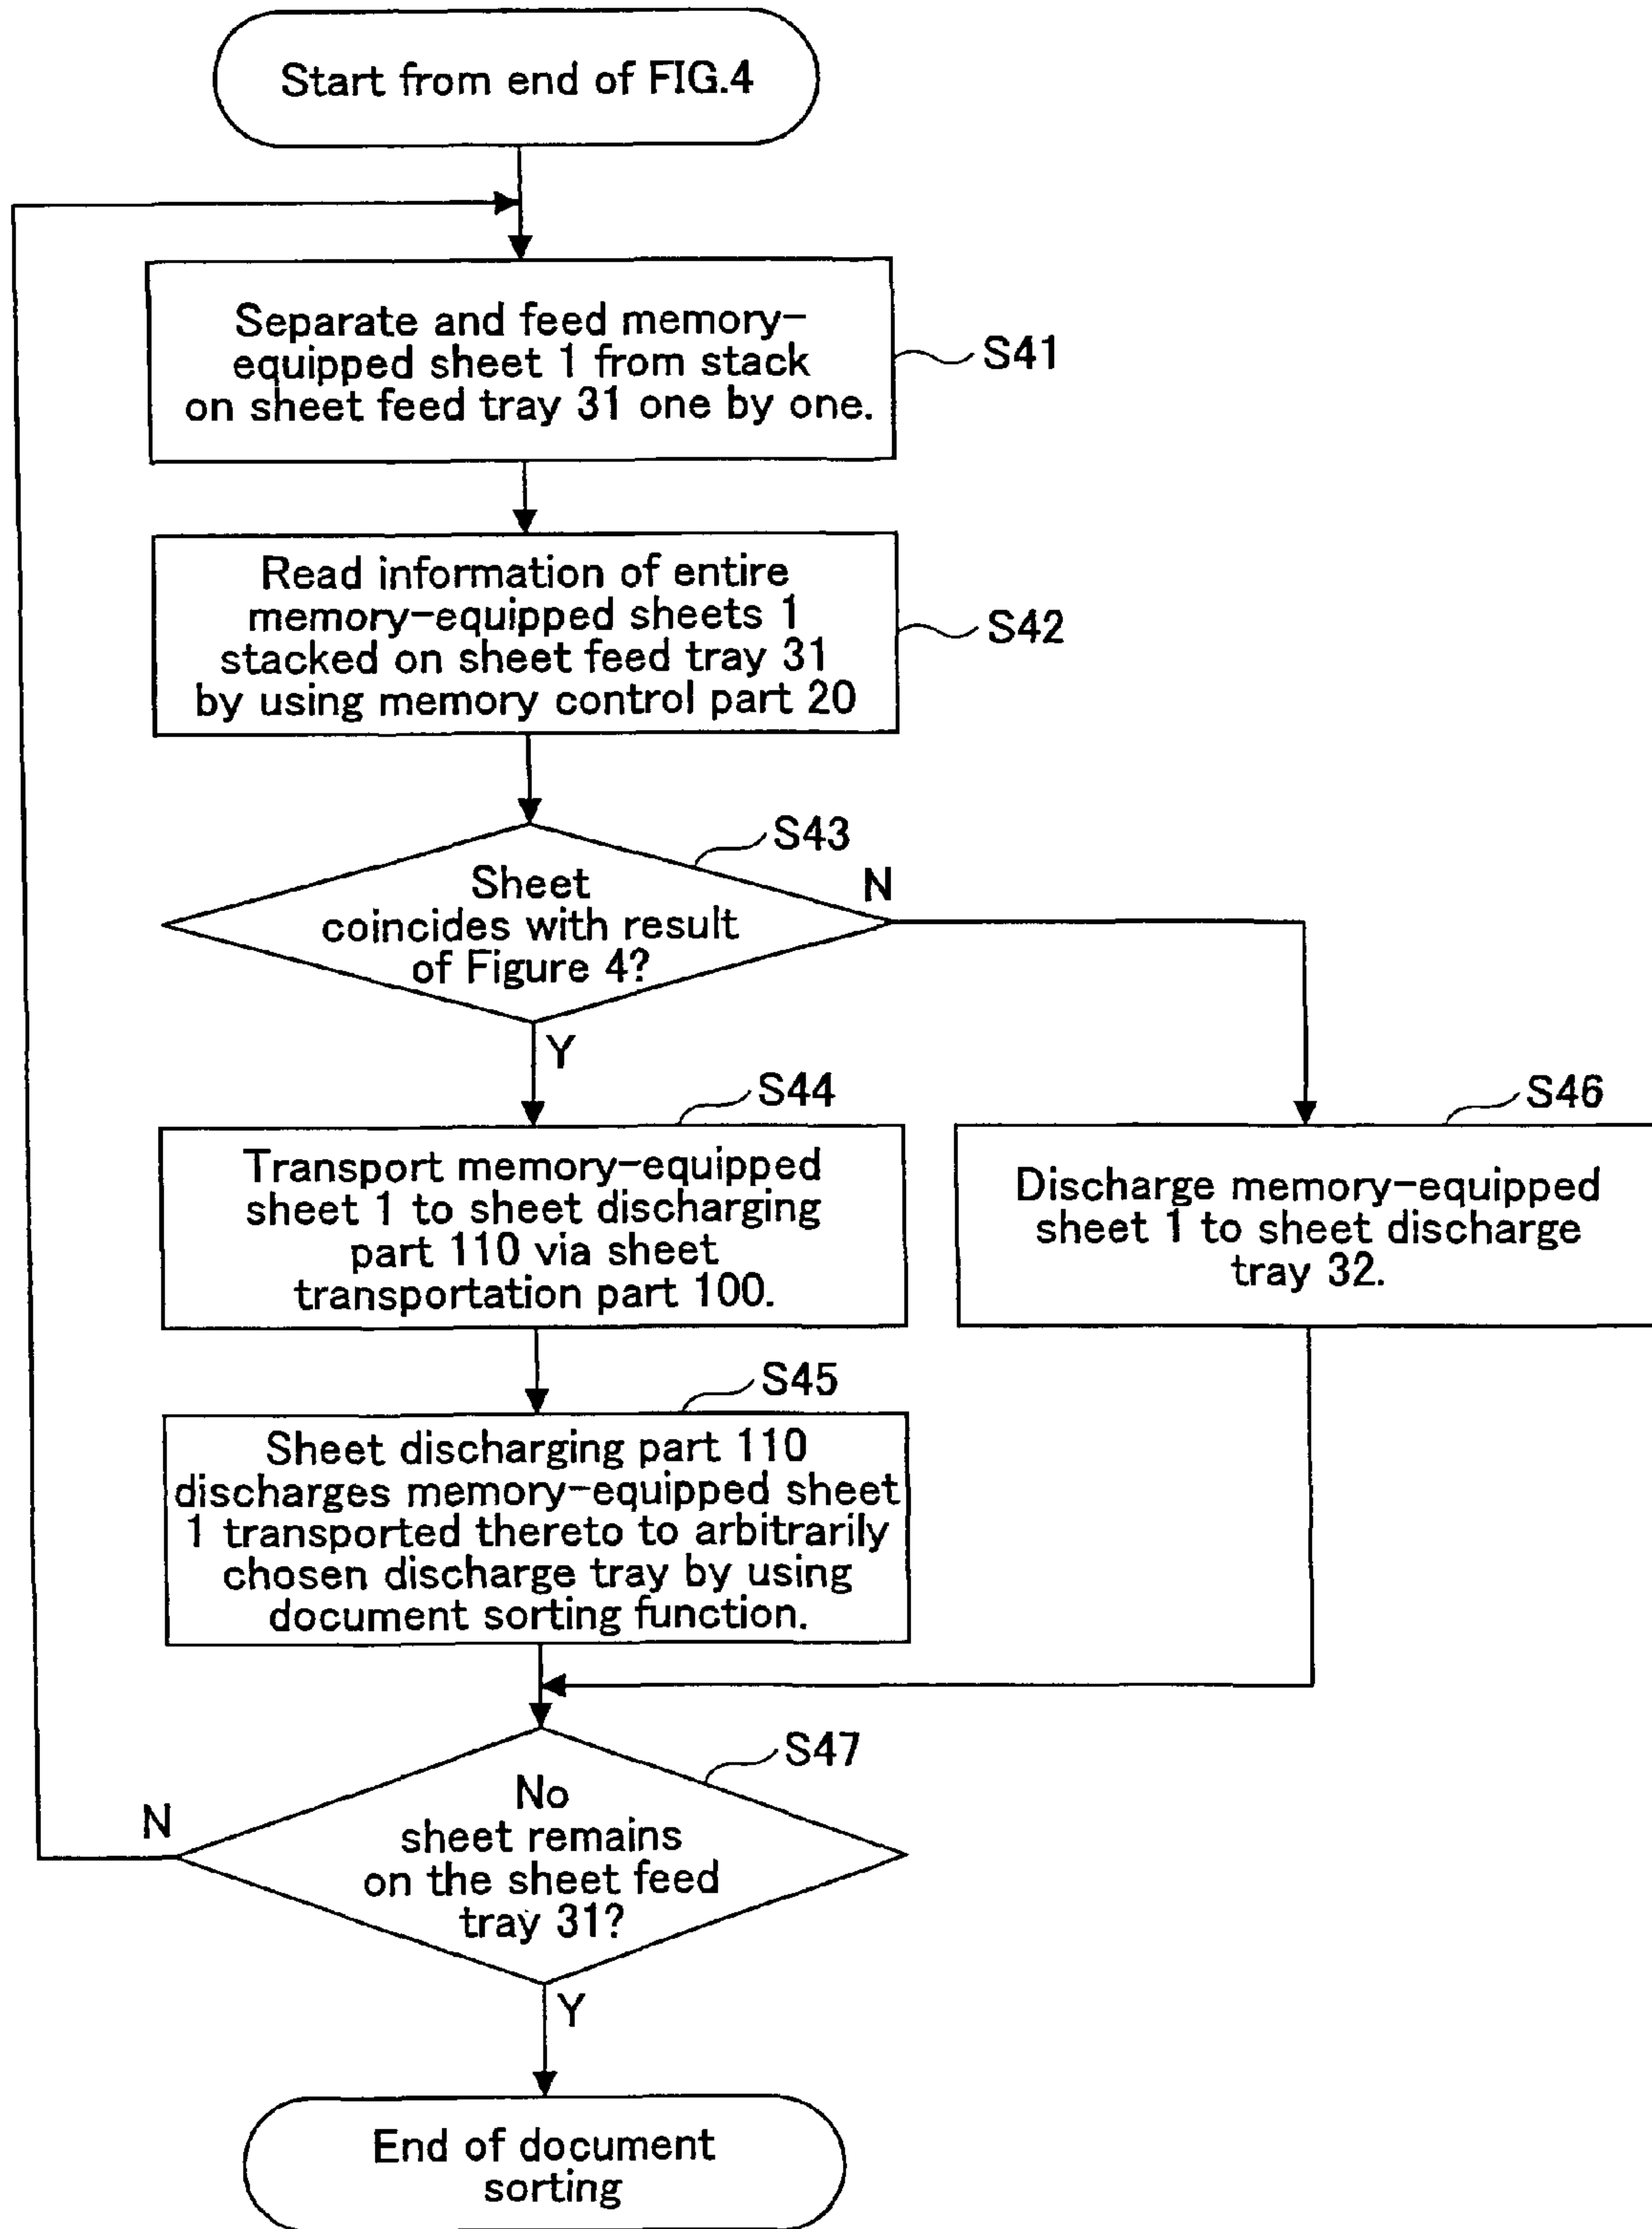 Start from end of FIG.4
Separate and feed memory-
equipped sheet 1 from stack
on sheet feed tray 31 one by one.
S41
Read information of entire
memory-equipped sheets 1
stacked on sheet feed tray 31
by using memory control part 20
S42
S43
Sheet
coincides with result
of Figure 4?
N
Y
S44
Transport memory-equipped
sheet 1 to sheet discharging
part 110 via sheet
transportation part 100.
S46
Discharge memory-equipped
sheet 1 to sheet discharge
tray 32.
S45
Sheet discharging part 110
discharges memory-equipped sheet
1 transported thereto to arbitrarily
chosen discharge tray by using
document sorting function.
S47
No
sheet remains
on the sheet feed
tray 31?
N
Y
End of document
sorting